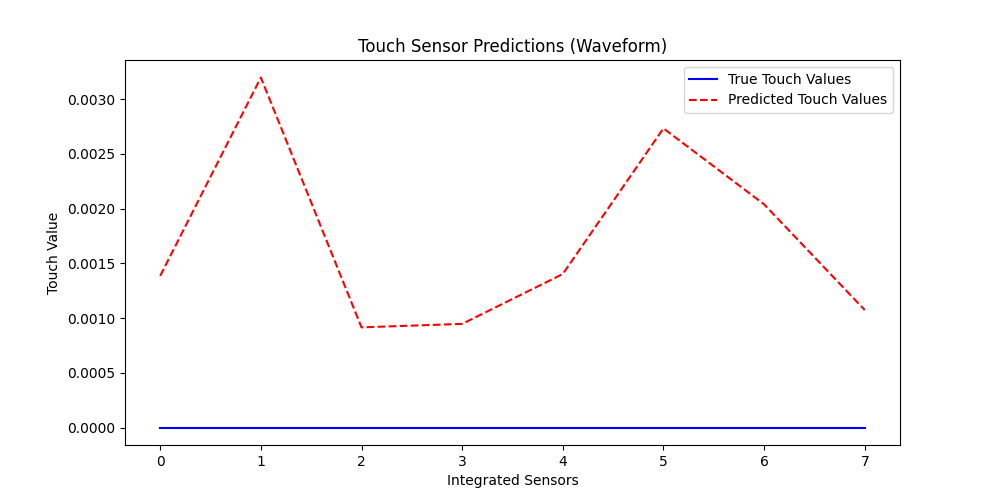 Touch Sensor Predictions (Waveform)
True Touch Values
Predicted Touch Values
Touch Value
0.0030
0.0025
0.0020
0.0015
0.0010
0.0005
0.0000
0 1 2 3 4 5 6 7
Integrated Sensors